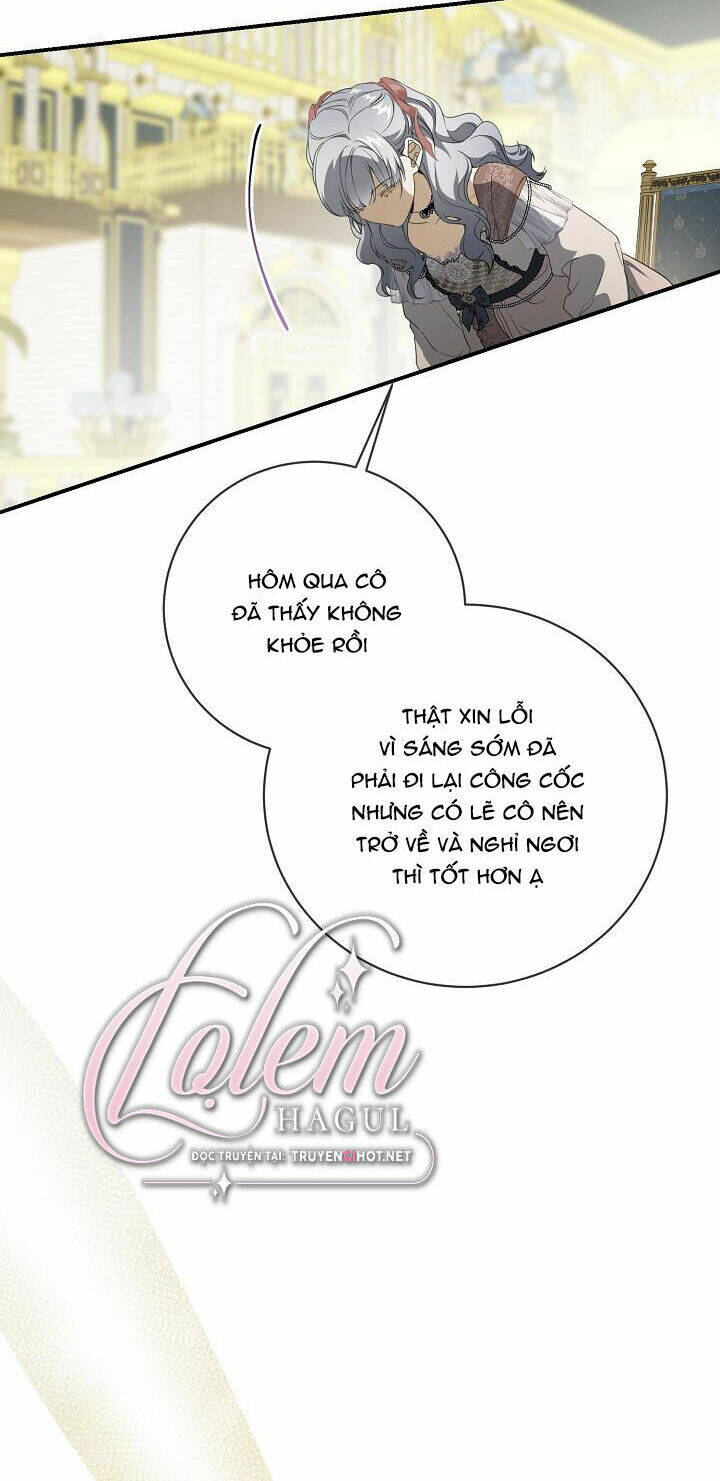 HÔM QUA CÔ
ĐÃ THẤY KHÔNG
KHỎE RỒI
THẬT XIN LỖI
VÌ SÁNG SỚM ĐÃ
PHẢI ĐI LẠI CÔNG CỐC
NHƯNG CÓ LẼ CÔ NÊN
TRỞ VỀ VÀ NGHỈ NGƠI
THÌ TỐT HƠN Ạ
Lọlem
HAGUL
ĐỌC TRUYỆN TẠI: TRUYENGIHOT.NET